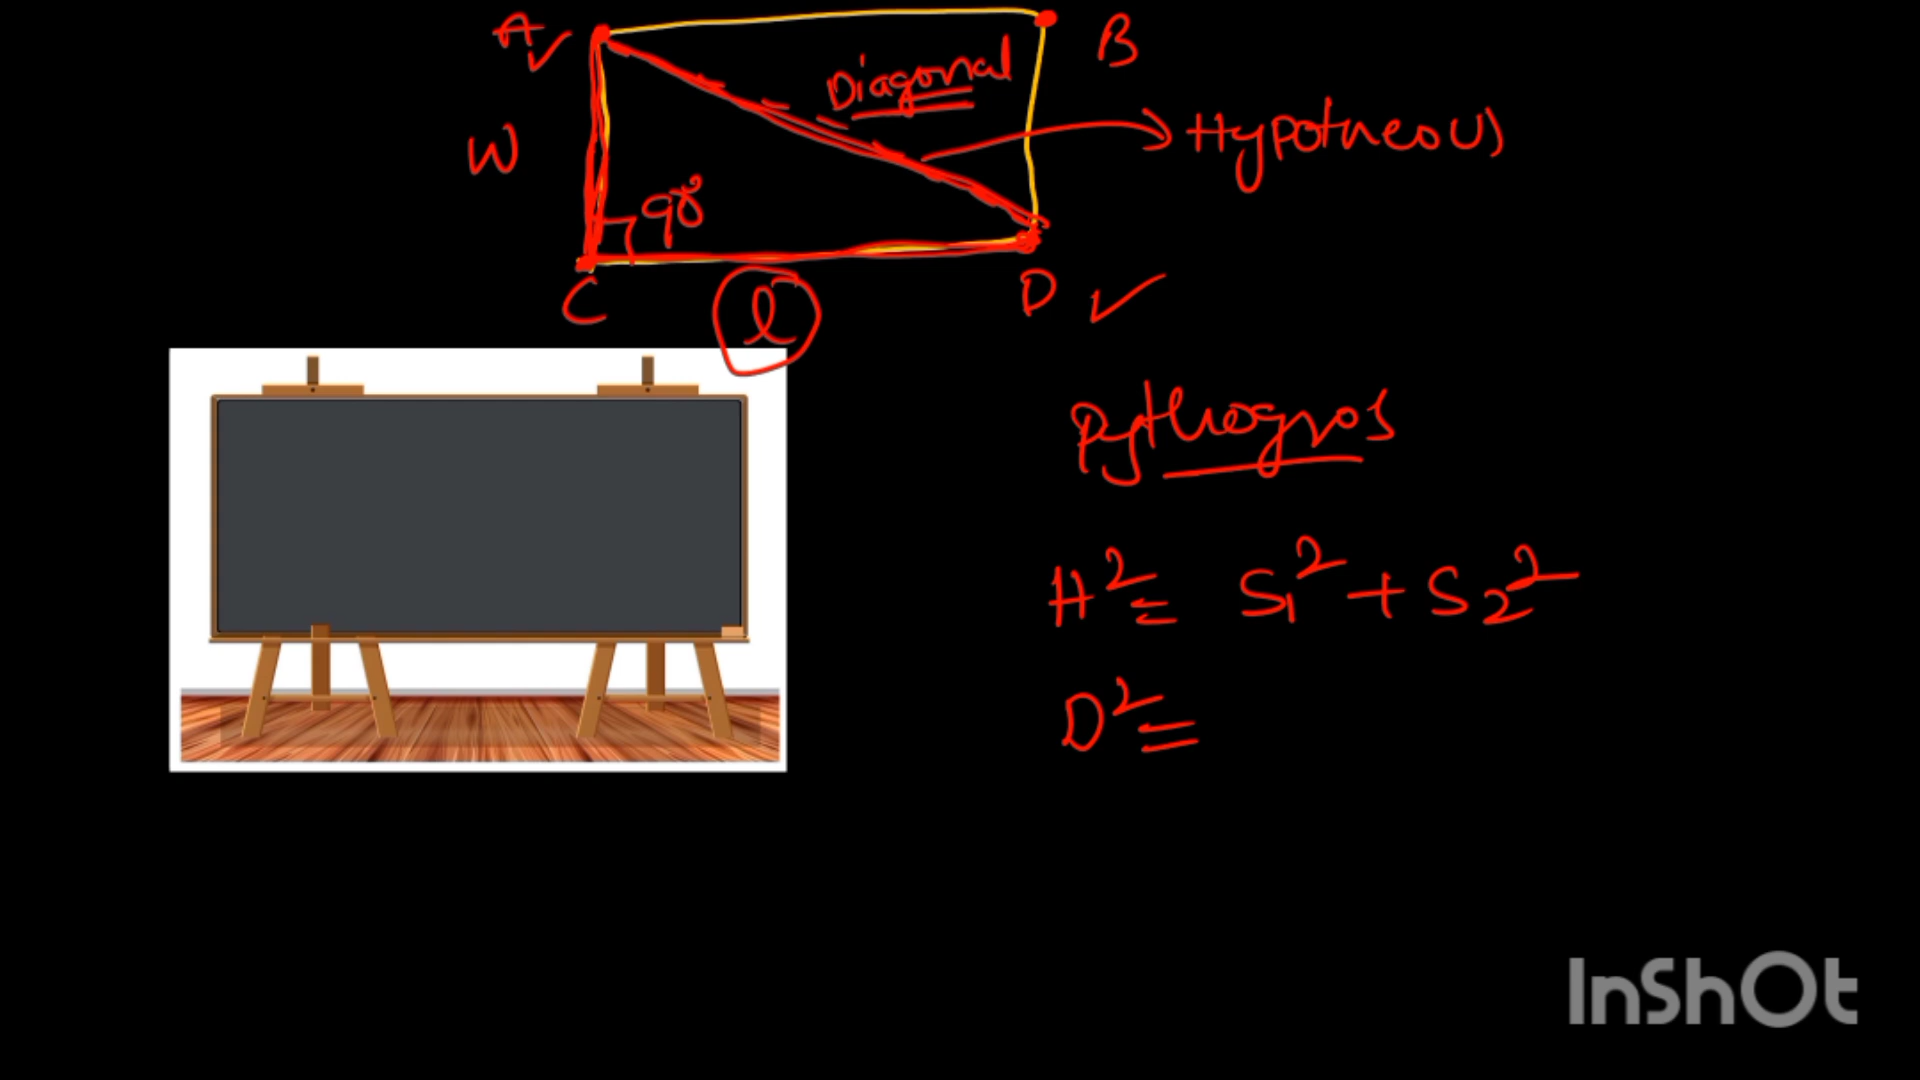 A B
Diagonal
W Hypotneous
90°
C l D
Pythogros
H² = S₁² + S₂²
D² =
InShOt